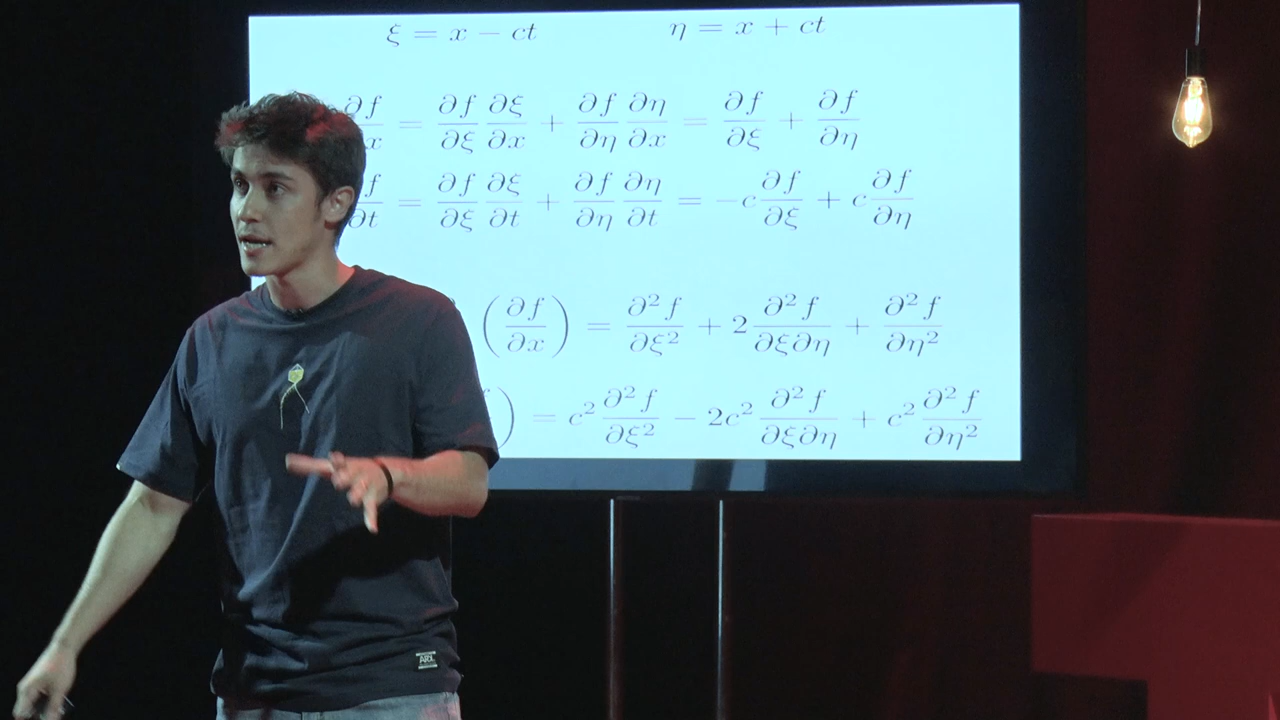 ξ = x − ct η = x + ct
∂f/∂x = ∂f/∂ξ ∂ξ/∂x + ∂f/∂η ∂η/∂x = ∂f/∂ξ + ∂f/∂η
∂f/∂t = ∂f/∂ξ ∂ξ/∂t + ∂f/∂η ∂η/∂t = −c ∂f/∂ξ + c ∂f/∂η
(∂f/∂x) = ∂²f/∂ξ² + 2 ∂²f/∂ξ∂η + ∂²f/∂η²
) = c² ∂²f/∂ξ² − 2c² ∂²f/∂ξ∂η + c² ∂²f/∂η²